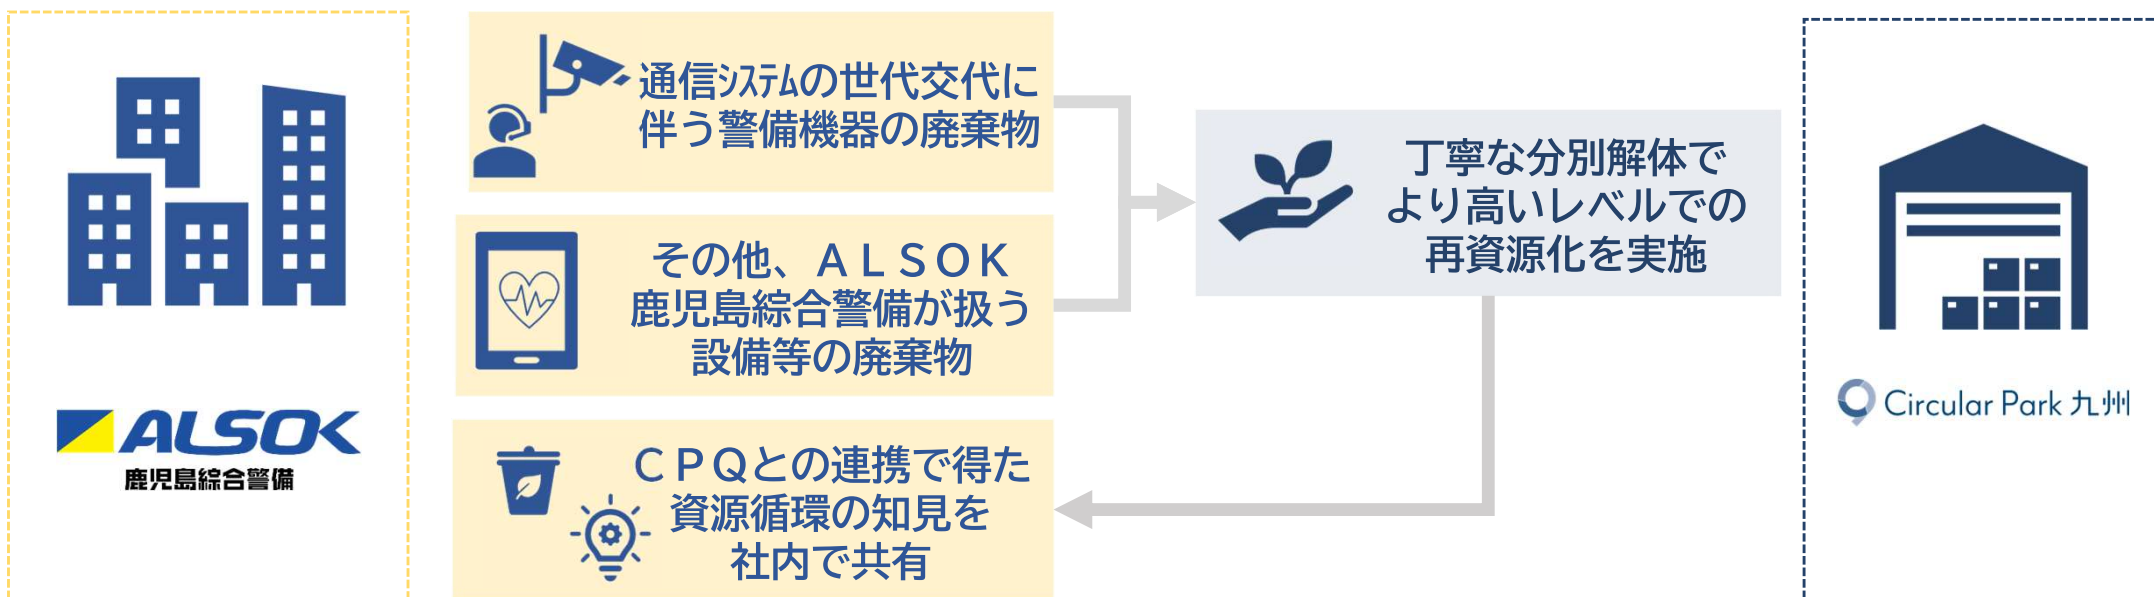 通信ｼｽﾃﾑの世代交代に
伴う警備機器の廃棄物
その他、ＡＬＳＯＫ
鹿児島綜合警備が扱う
設備等の廃棄物
ＣＰＱとの連携で得た
資源循環の知見を
社内で共有
丁寧な分別解体で
より高いレベルでの
再資源化を実施
ALSOK
鹿児島綜合警備
Circular Park 九州